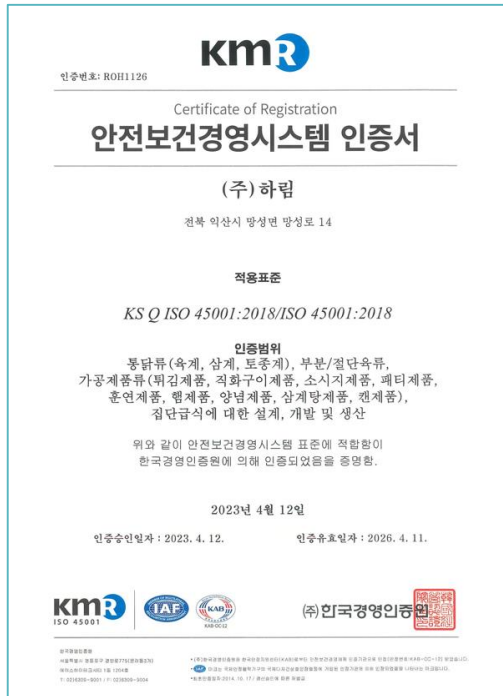 KMR
인증번호: ROH1126
Certificate of Registration
안전보건경영시스템 인증서
(주)하림
전북 익산시 망성면 망성로 14
적용표준
KS Q ISO 45001:2018/ISO 45001:2018
인증범위
통닭류(육계, 삼계, 토종계), 부분/절단육류,
가공제품류(튀김제품, 직화구이제품, 소시지제품, 패티제품,
훈연제품, 햄제품, 양념제품, 삼계탕제품, 캔제품),
집단급식에 대한 설계, 개발 및 생산
위와 같이 안전보건경영시스템 표준에 적합함이
한국경영인증원에 의해 인증되었음을 증명함.
2023년 4월 12일
인증승인일자 : 2023. 4. 12. 인증유효일자 : 2026. 4. 11.
KMR
ISO 45001
IAF
KAB
KAB-OC-12
(주)한국경영인증원
한국경영인증원